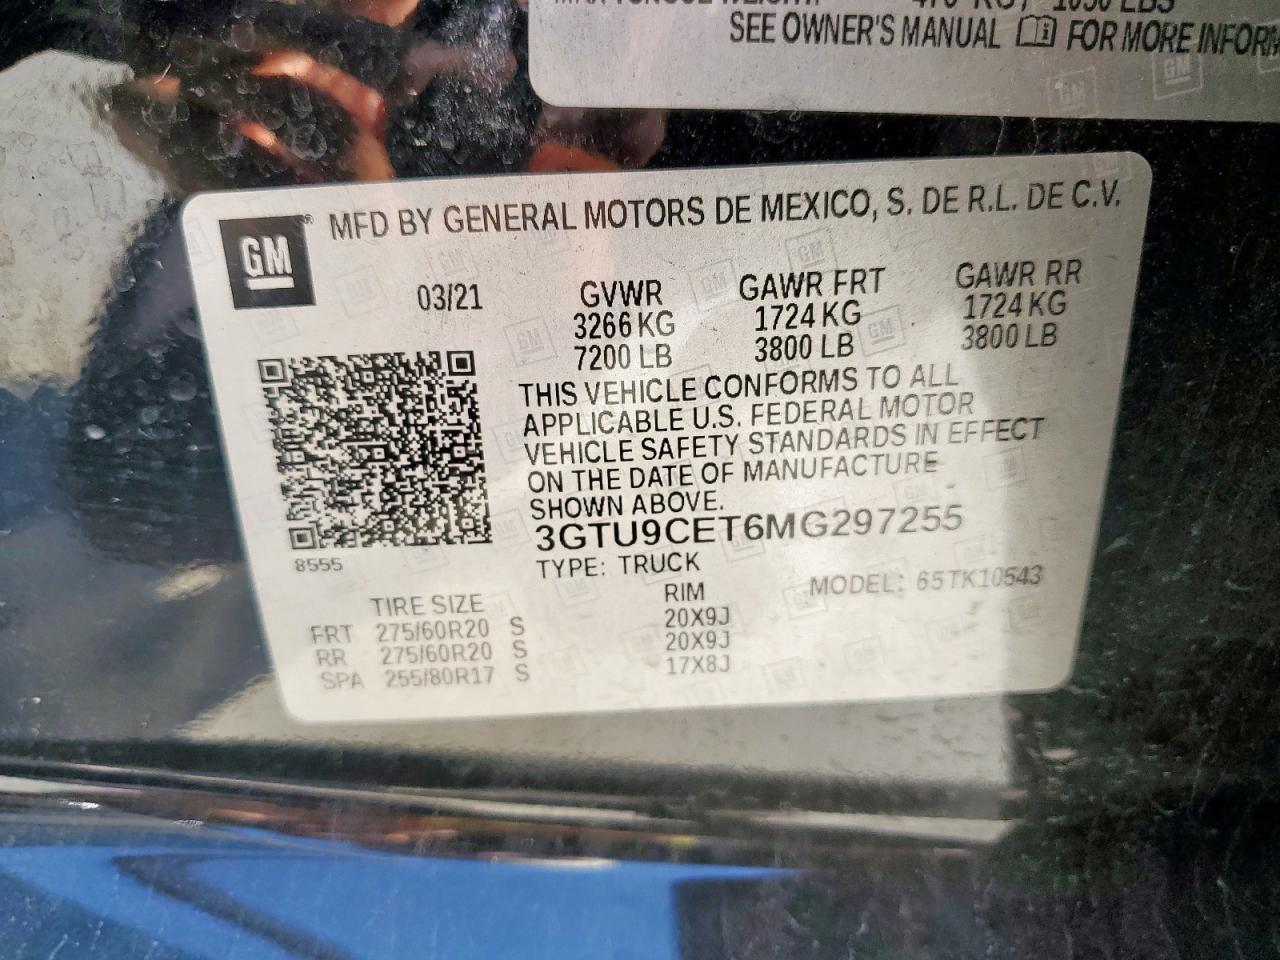 1050 LBS
SEE OWNER'S MANUAL FOR MORE
GM
MFD BY GENERAL MOTORS DE MEXICO, S. DE R.L. DE C.V.
03/21 GVWR GAWR FRT GAWR RR
3266 KG 1724 KG 1724 KG
7200 LB 3800 LB 3800 LB
THIS VEHICLE CONFORMS TO ALL
APPLICABLE U.S. FEDERAL MOTOR
VEHICLE SAFETY STANDARDS IN EFFECT
ON THE DATE OF MANUFACTURE
SHOWN ABOVE.
3GTU9CET6MG297255
8555
TYPE: TRUCK MODEL: 65TK10543
TIRE SIZE RIM
FRT 275/60R20 S 20X9J
RR 275/60R20 S 20X9J
SPA 255/80R17 S 17X8J